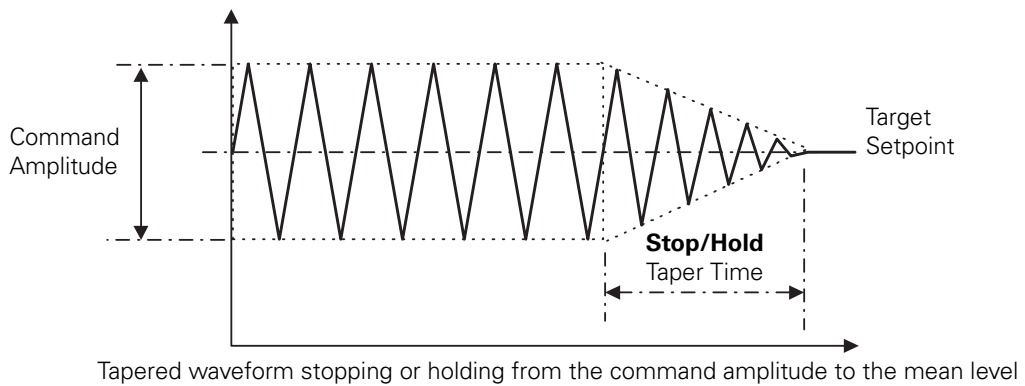 Command
Amplitude
Target
Setpoint
Stop/Hold
Taper Time
Tapered waveform stopping or holding from the command amplitude to the mean level